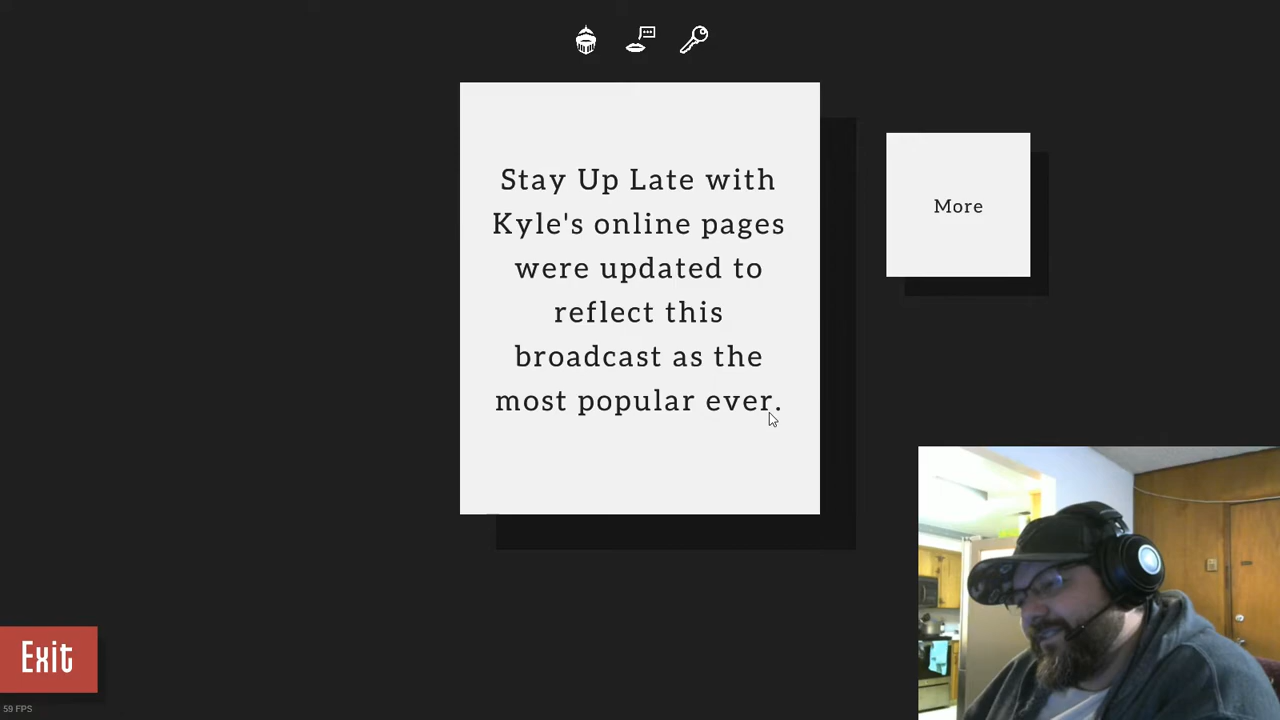 Stay Up Late with
Kyle's online pages
were updated to
reflect this
broadcast as the
most popular ever.
More
Exit
59 FPS